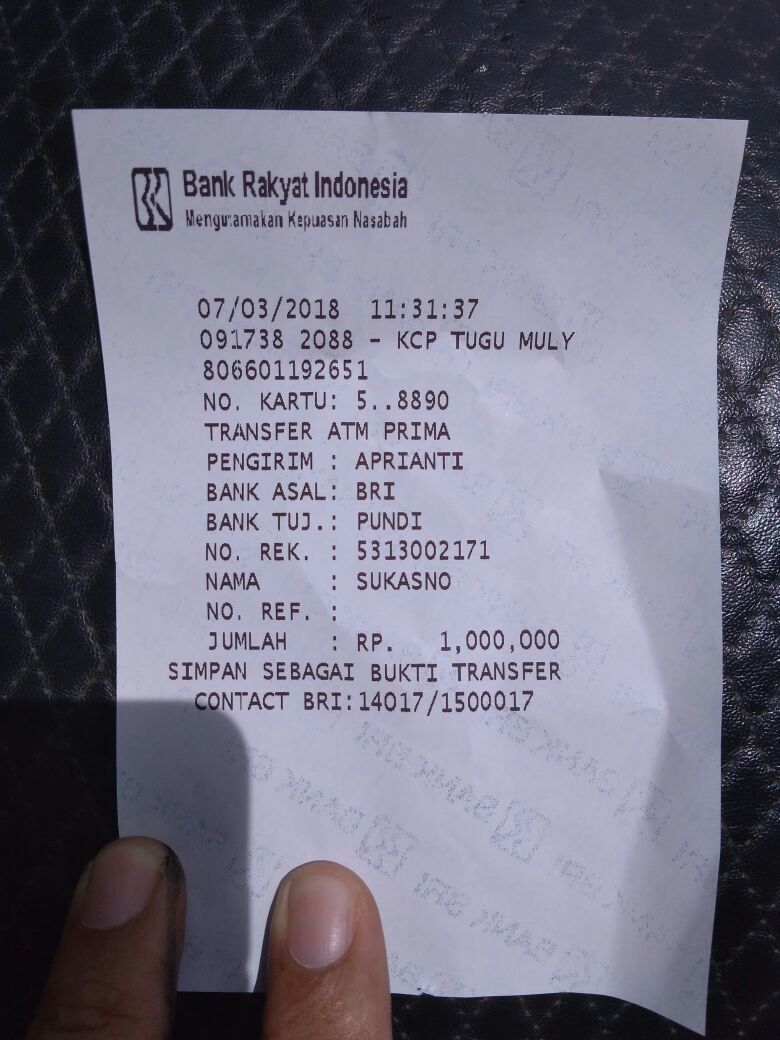 Bank Rakyat Indonesia
Mengutamakan Kepuasan Nasabah
07/03/2018 11:31:37
091738 2088 - KCP TUGU MULY
806601192651
NO. KARTU: 5..8890
TRANSFER ATM PRIMA
PENGIRIM : APRIANTI
BANK ASAL: BRI
BANK TUJ.: PUNDI
NO. REK. : 5313002171
NAMA : SUKASNO
NO. REF. :
JUMLAH : RP. 1,000,000
SIMPAN SEBAGAI BUKTI TRANSFER
CONTACT BRI:14017/1500017